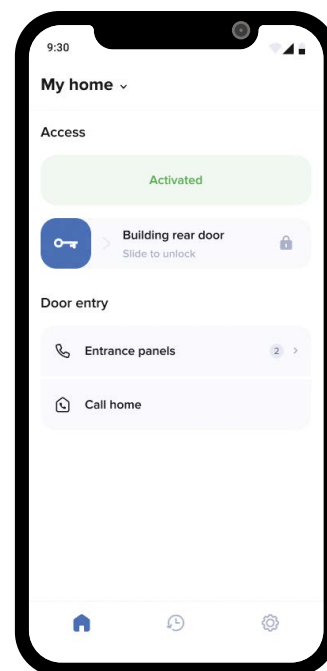 9:30
My home
Access
Activated
Building rear door
Slide to unlock
Door entry
Entrance panels 2
Call home